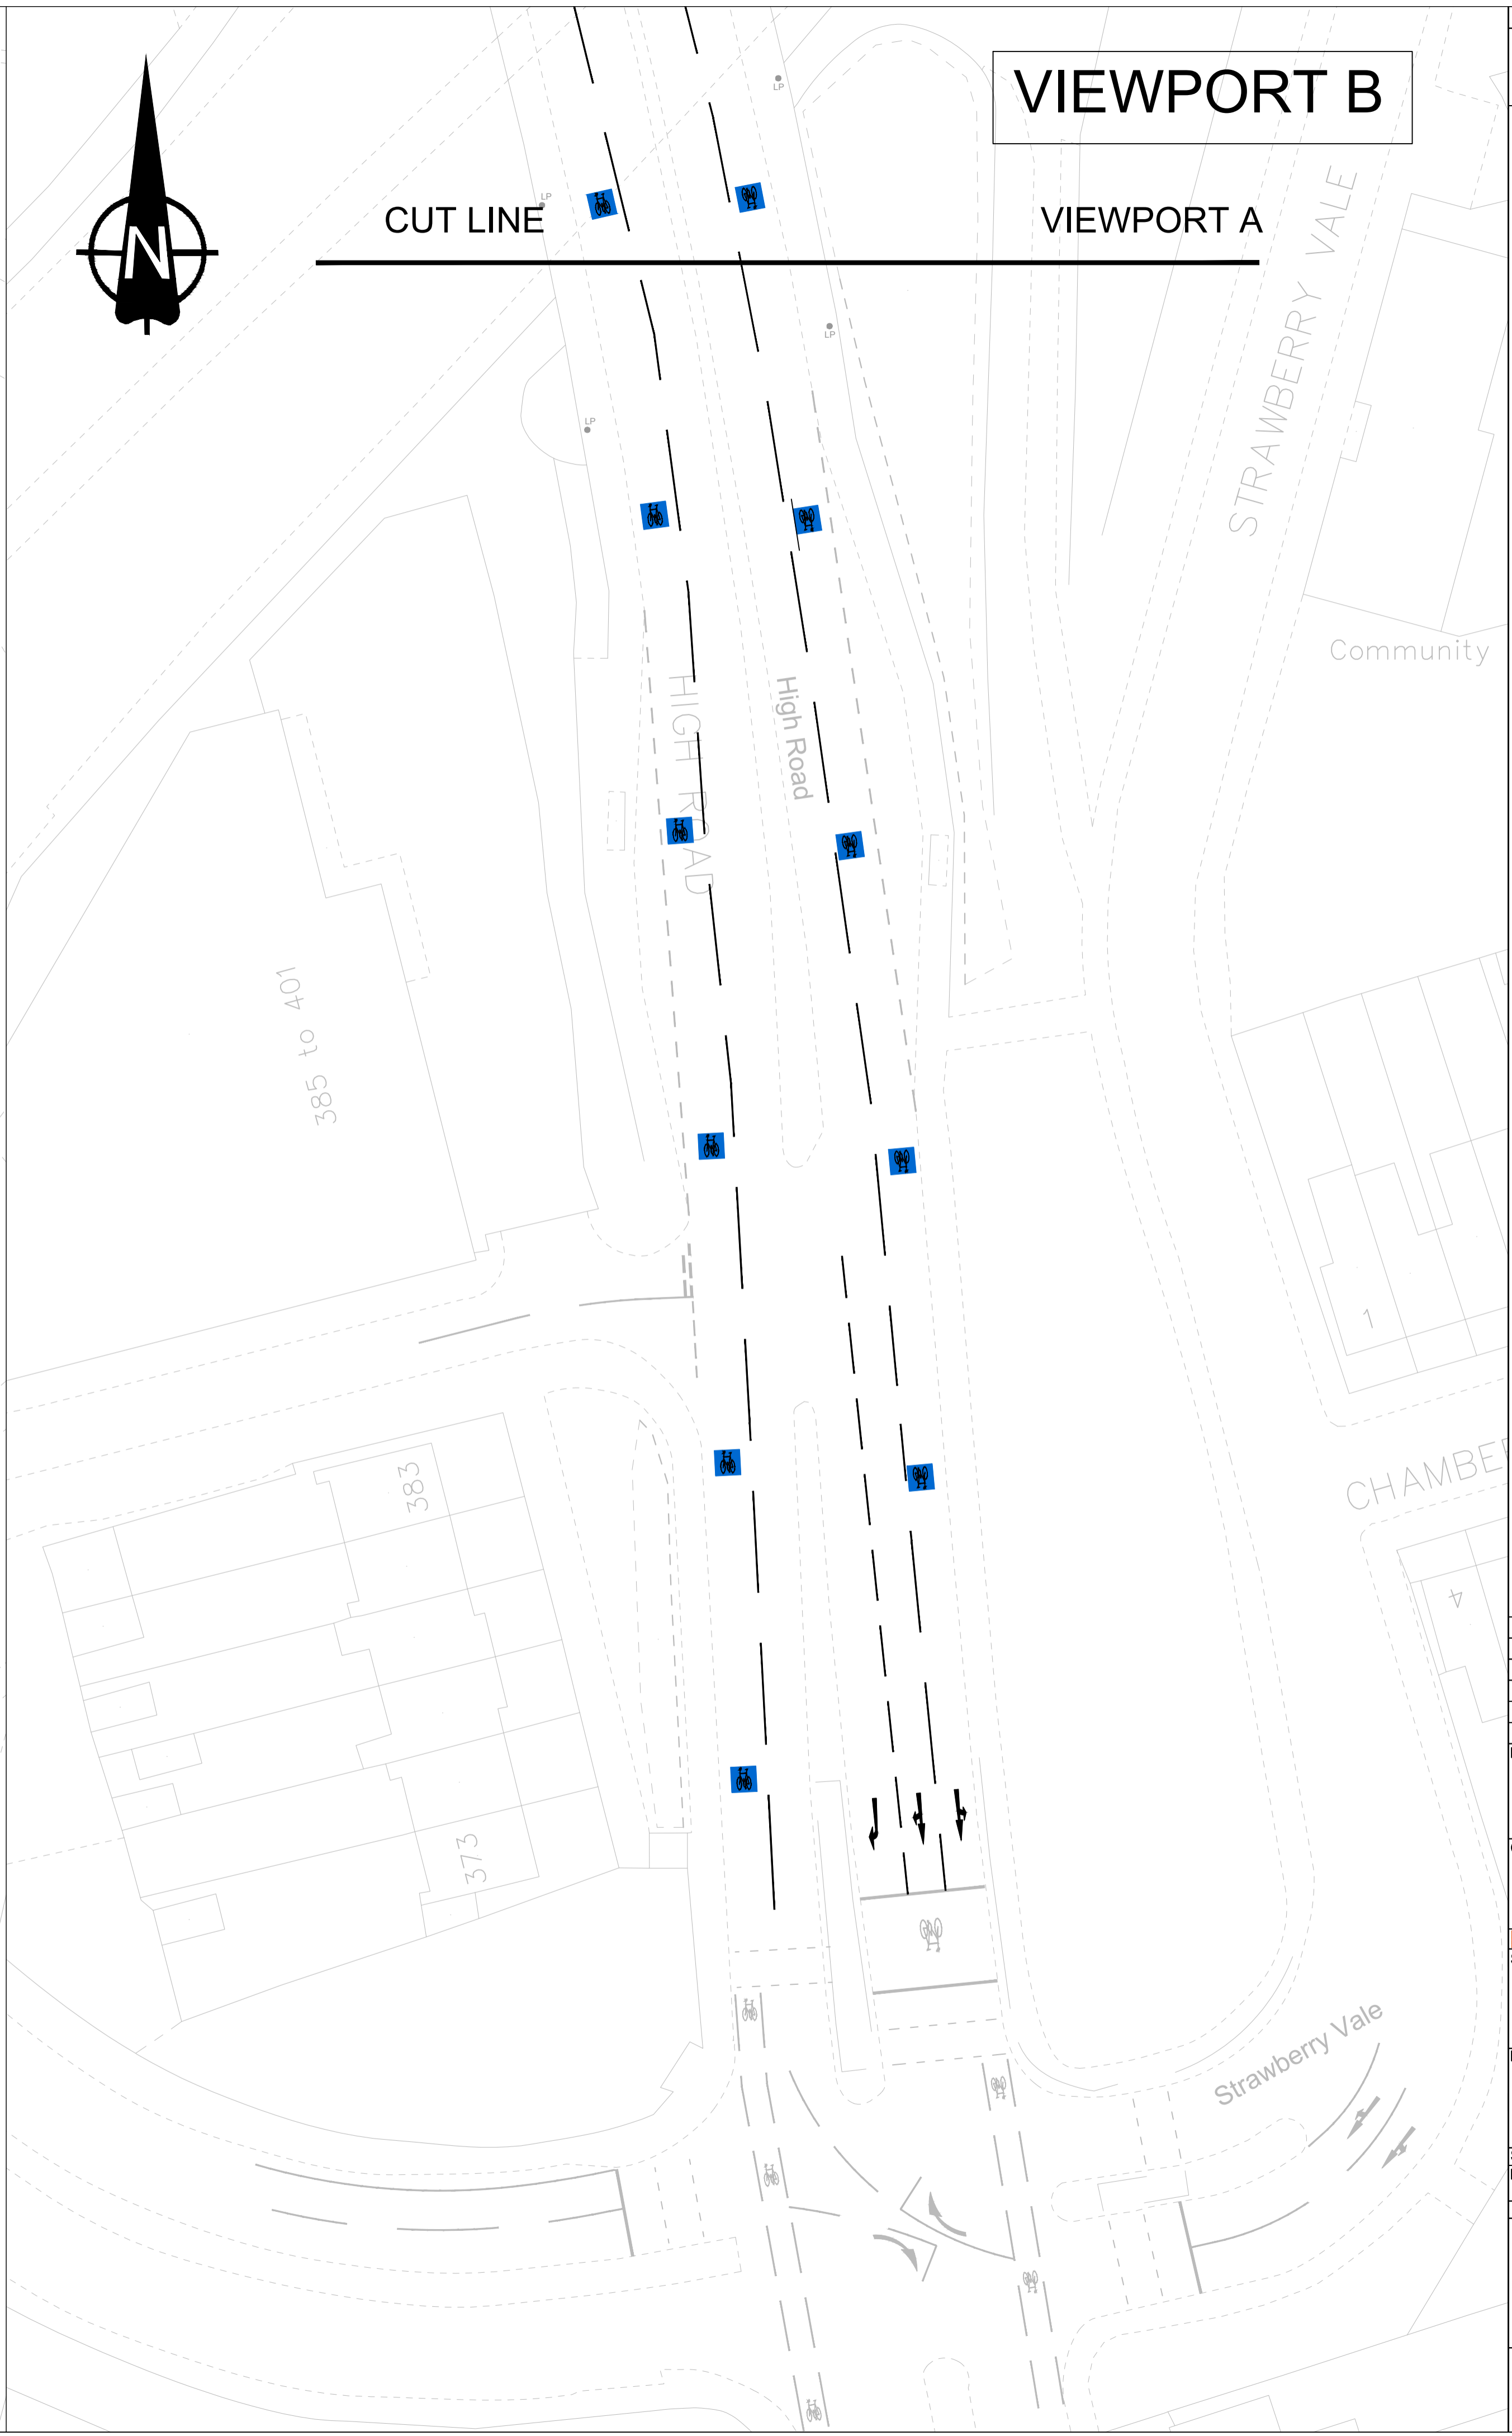 VIEWPORT B
LP
N
LP
CUT LINE
VIEWPORT A
STRAWBERRY VALE
LP
LP
Community
HIGH ROAD
High Road
385 to 401
1
383
4
373
Strawberry Vale